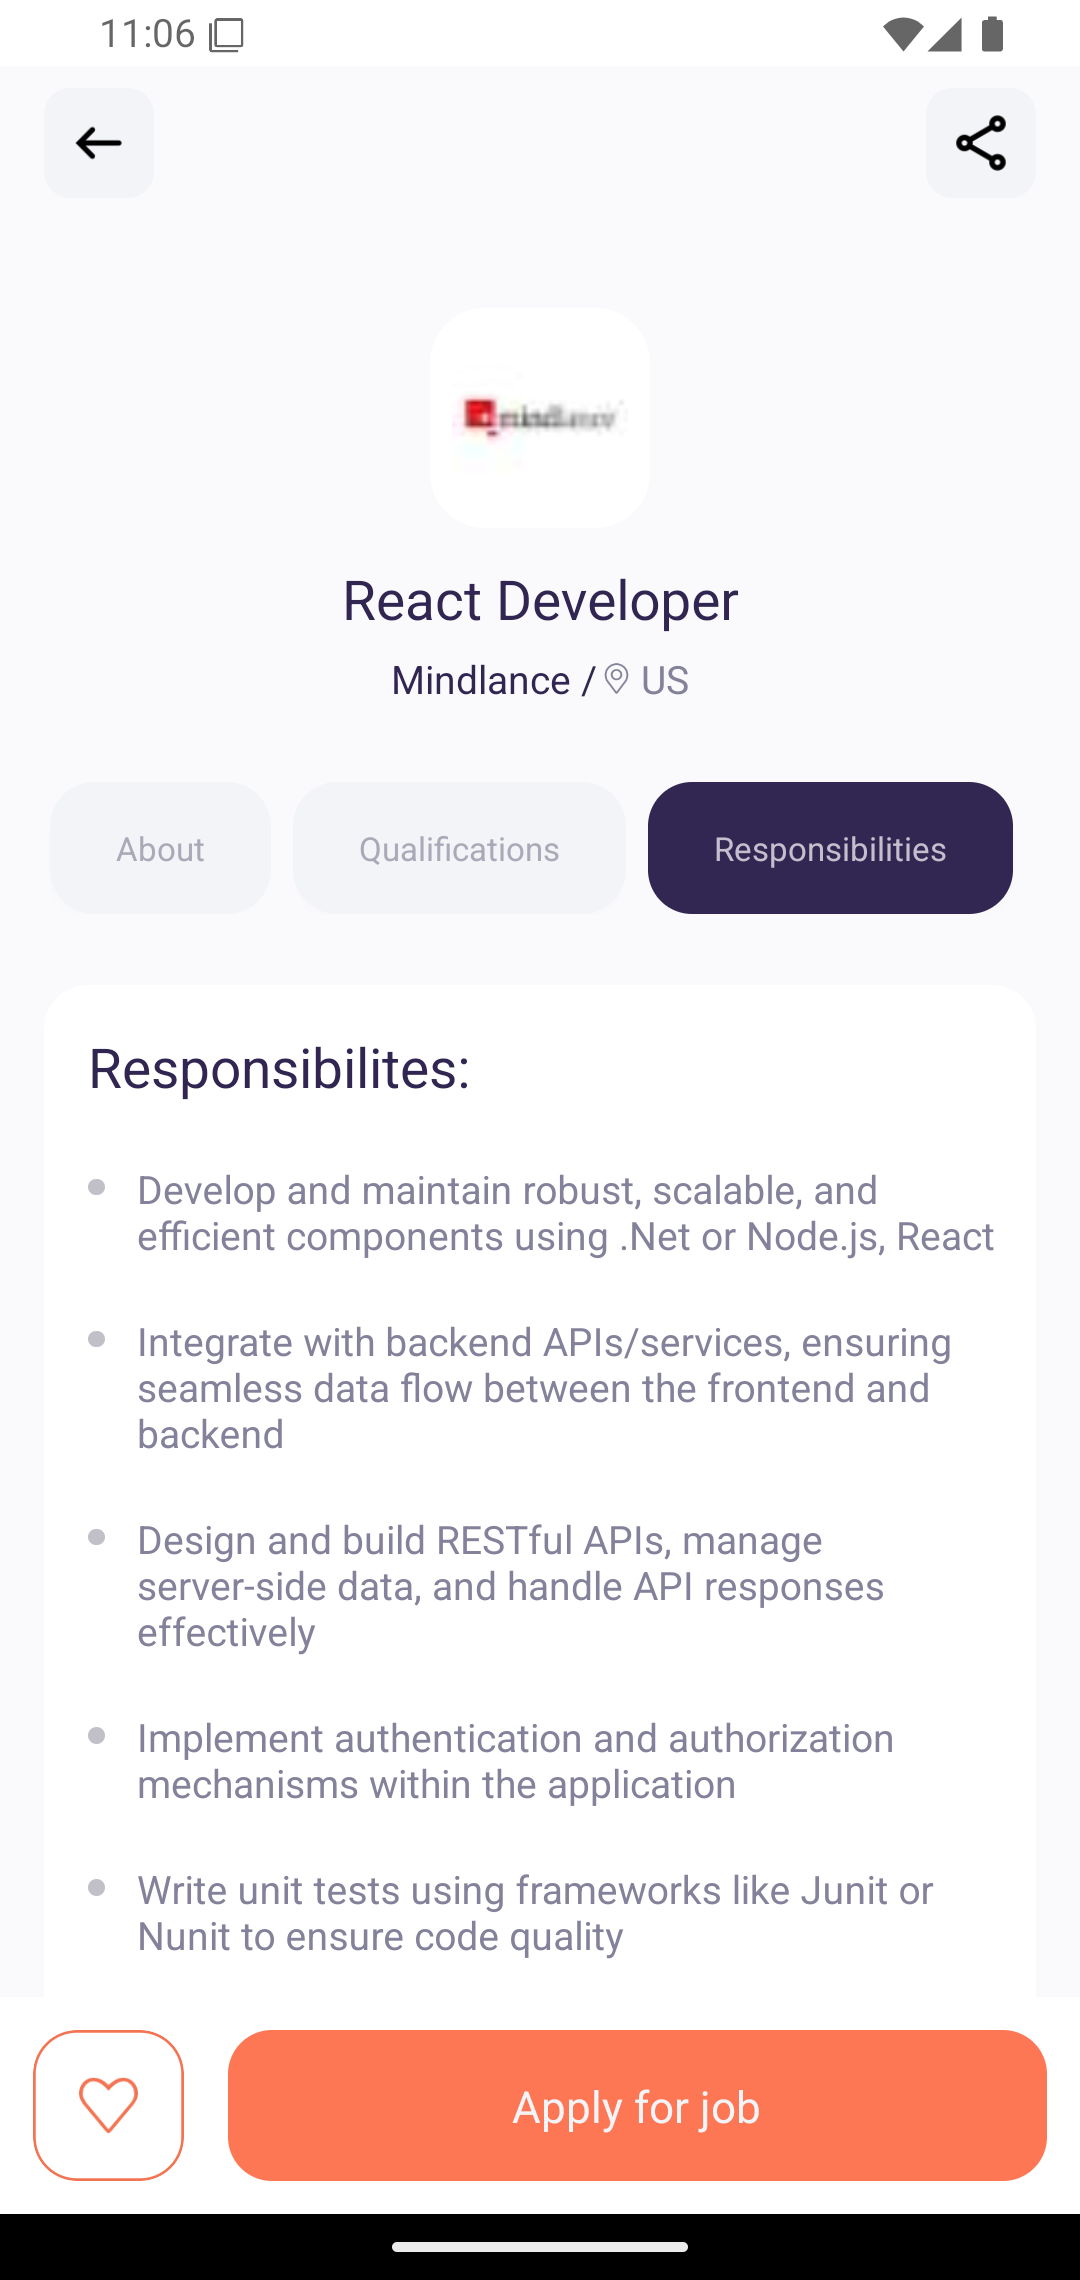 11:06
React Developer
Mindlance / US
About
Qualifications
Responsibilities
Responsibilites:
Develop and maintain robust, scalable, and
efficient components using .Net or Node.js, React
Integrate with backend APIs/services, ensuring
seamless data flow between the frontend and
backend
Design and build RESTful APIs, manage
server-side data, and handle API responses
effectively
Implement authentication and authorization
mechanisms within the application
Write unit tests using frameworks like Junit or
Nunit to ensure code quality
Apply for job